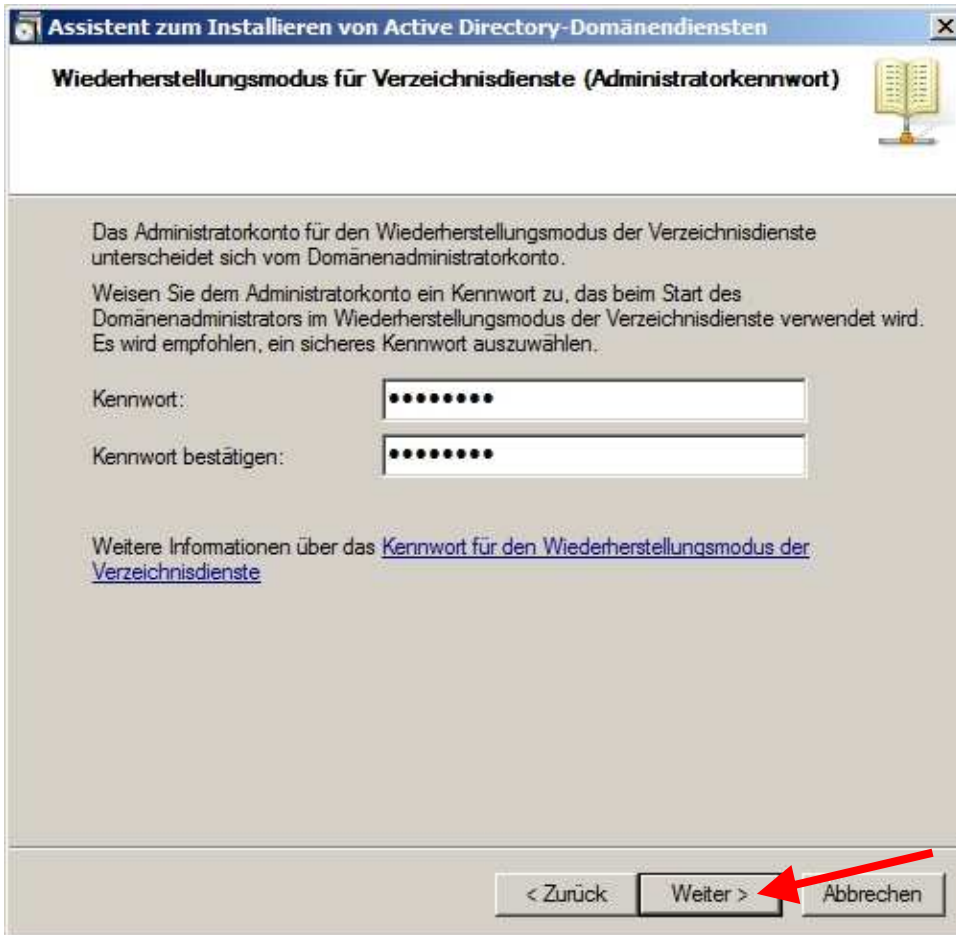 Assistent zum Installieren von Active Directory-Domänendiensten
Wiederherstellungsmodus für Verzeichnisdienste (Administratorkennwort)
Das Administratorkonto für den Wiederherstellungsmodus der Verzeichnisdienste
unterscheidet sich vom Domänenadministratorkonto.
Weisen Sie dem Administratorkonto ein Kennwort zu, das beim Start des
Domänenadministrators im Wiederherstellungsmodus der Verzeichnisdienste verwendet wird.
Es wird empfohlen, ein sicheres Kennwort auszuwählen.
Kennwort: ••••••••
Kennwort bestätigen: ••••••••
Weitere Informationen über das Kennwort für den Wiederherstellungsmodus der
Verzeichnisdienste
< Zurück Weiter > Abbrechen